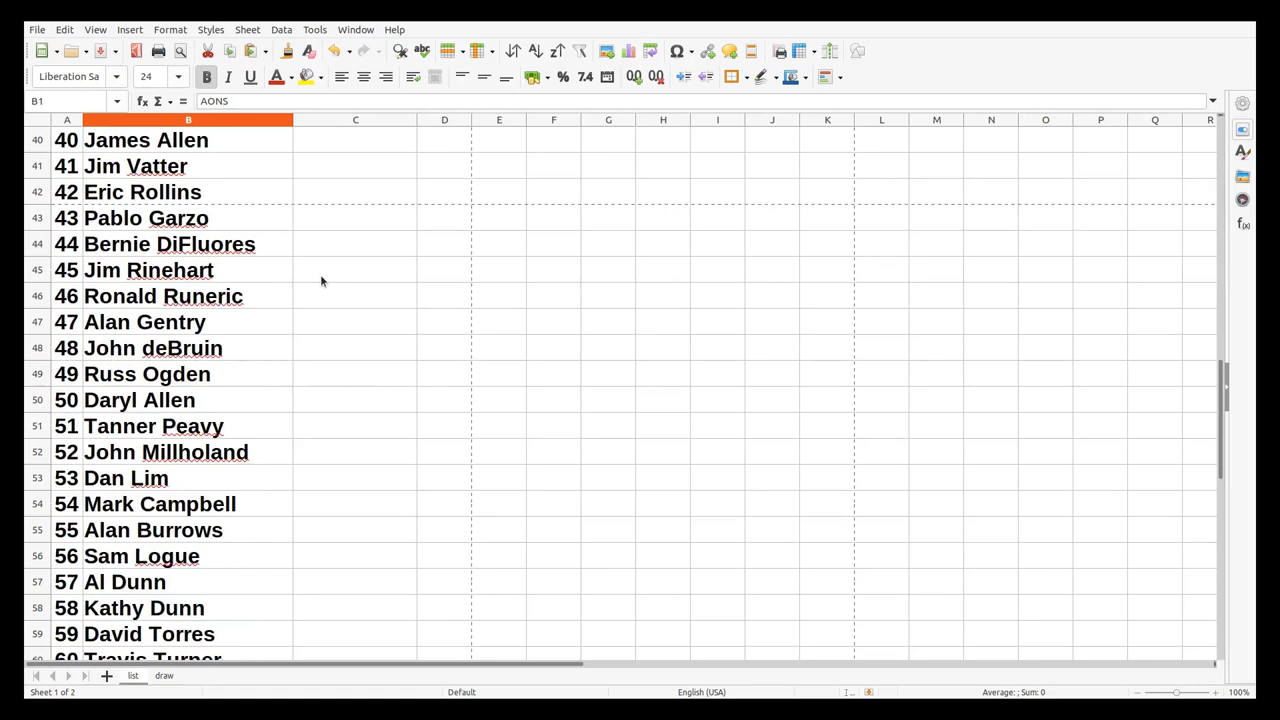 File Edit View Insert Format Styles Sheet Data Tools Window Help
Liberation Sa 24
B1 AONS
A B C D E F G H I J K L M N O P Q R
40 40 James Allen
41 41 Jim Vatter
42 42 Eric Rollins
43 43 Pablo Garzo
44 44 Bernie DiFluores
45 45 Jim Rinehart
46 46 Ronald Runeric
47 47 Alan Gentry
48 48 John deBruin
49 49 Russ Ogden
50 50 Daryl Allen
51 51 Tanner Peavy
52 52 John Millholand
53 53 Dan Lim
54 54 Mark Campbell
55 55 Alan Burrows
56 56 Sam Logue
57 57 Al Dunn
58 58 Kathy Dunn
59 59 David Torres
60 60 Travis Turner
list draw
Sheet 1 of 2 Default English (USA) Average: ; Sum: 0 100%